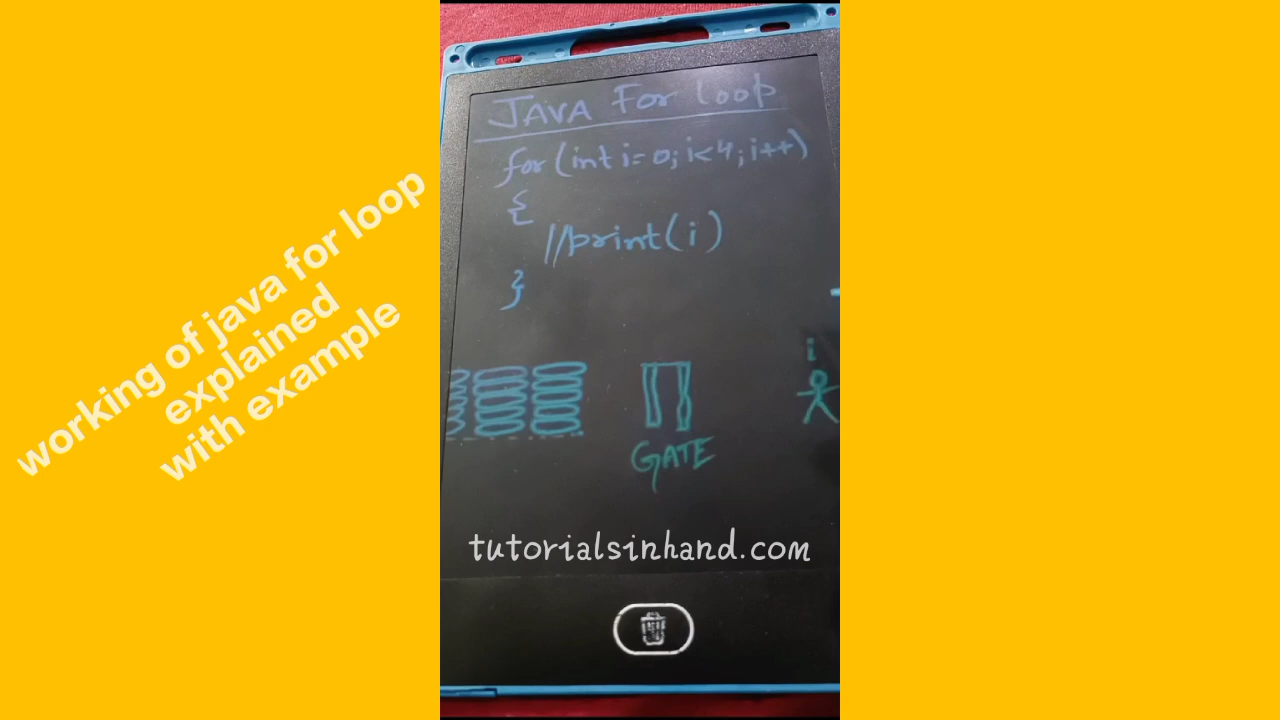 working of java for loop
explained
with example
JAVA For loop
for(int i=0; i<4; i++)
{
//print(i)
}
i
GATE
tutorialsinhand.com